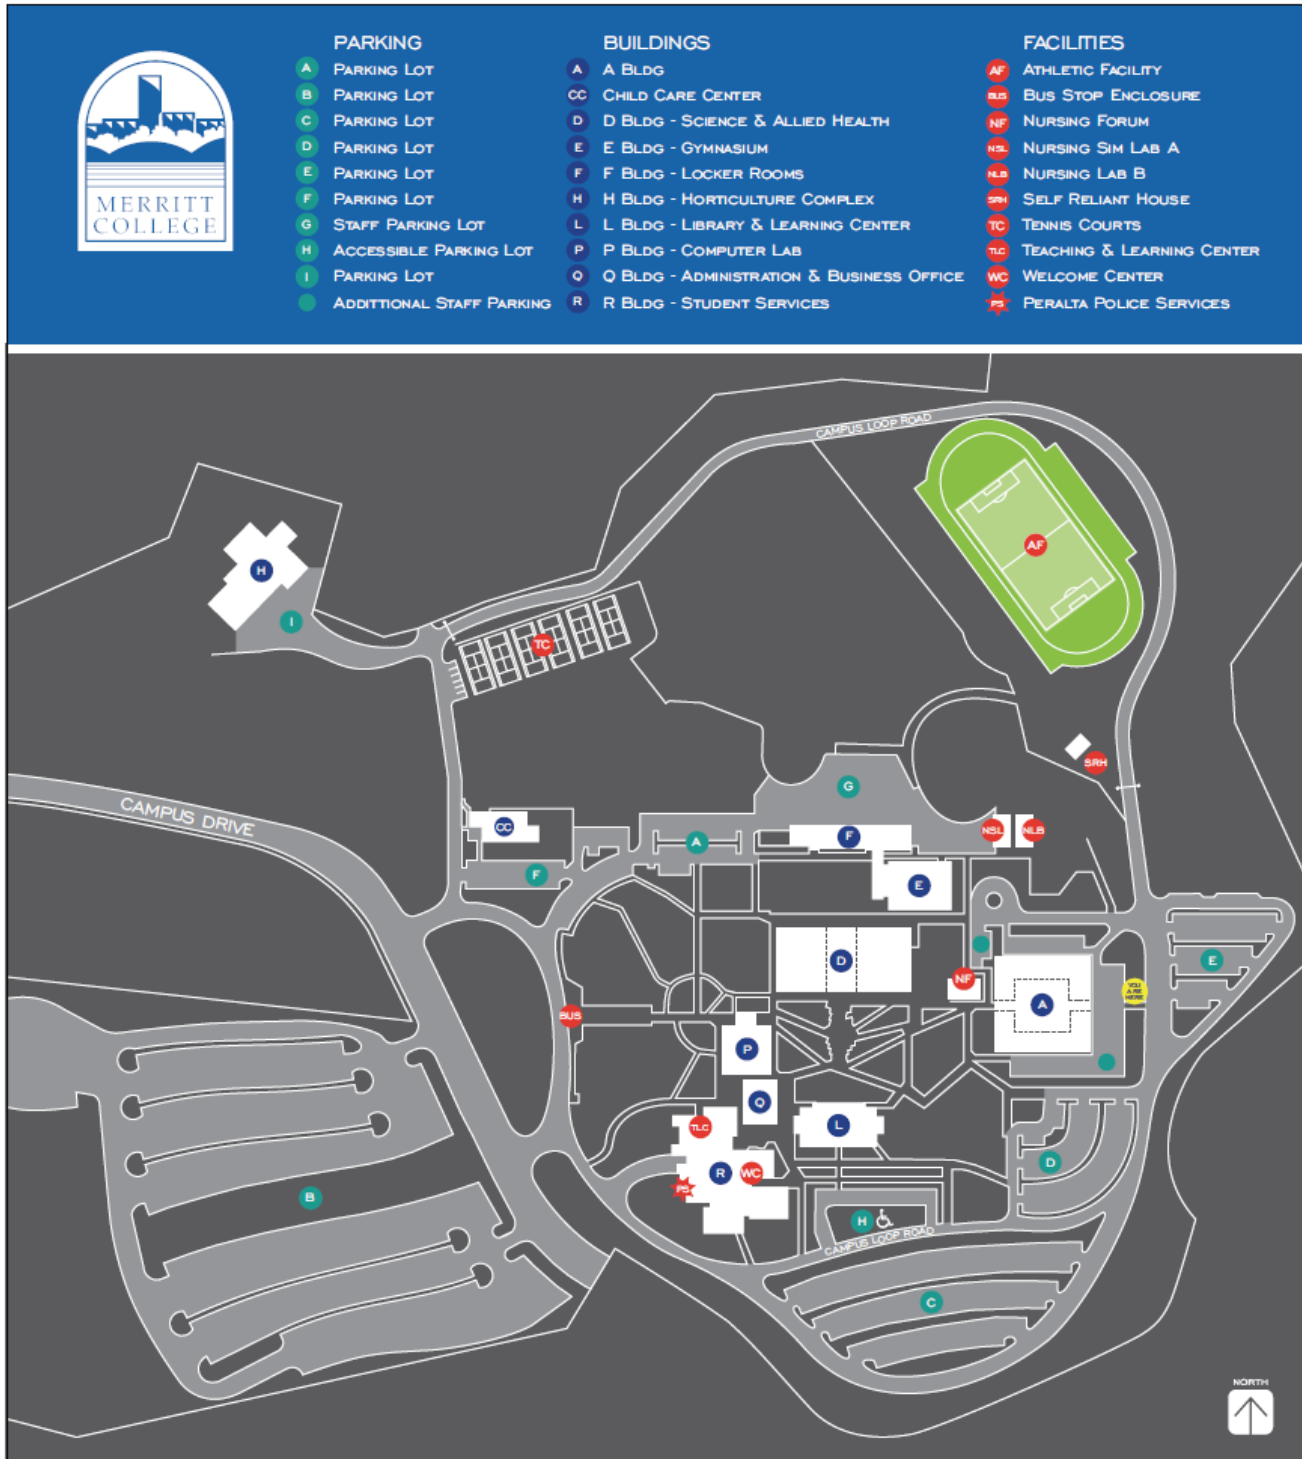 MERRITT
COLLEGE
PARKING
A PARKING LOT
B PARKING LOT
C PARKING LOT
D PARKING LOT
E PARKING LOT
F PARKING LOT
G STAFF PARKING LOT
H ACCESSIBLE PARKING LOT
I PARKING LOT
ADDITTIONAL STAFF PARKING
BUILDINGS
A A BLDG
CC CHILD CARE CENTER
D D BLDG - SCIENCE & ALLIED HEALTH
E E BLDG - GYMNASIUM
F F BLDG - LOCKER ROOMS
H H BLDG - HORTICULTURE COMPLEX
L L BLDG - LIBRARY & LEARNING CENTER
P P BLDG - COMPUTER LAB
Q Q BLDG - ADMINISTRATION & BUSINESS OFFICE
R R BLDG - STUDENT SERVICES
FACILITIES
AF ATHLETIC FACILITY
BUS BUS STOP ENCLOSURE
NF NURSING FORUM
NSL NURSING SIM LAB A
NLB NURSING LAB B
SRH SELF RELIANT HOUSE
TC TENNIS COURTS
TLC TEACHING & LEARNING CENTER
WC WELCOME CENTER
PS PERALTA POLICE SERVICES
CAMPUS LOOP ROAD
AF
H
I
TC
SRH
G
CAMPUS DRIVE
CC
F
A
F
NSL
NLB
E
D
NF
E
YOU
ARE
HERE
A
BUS
P
Q
L
TLC
D
R
WC
PS
B
H
CAMPUS LOOP ROAD
C
NORTH